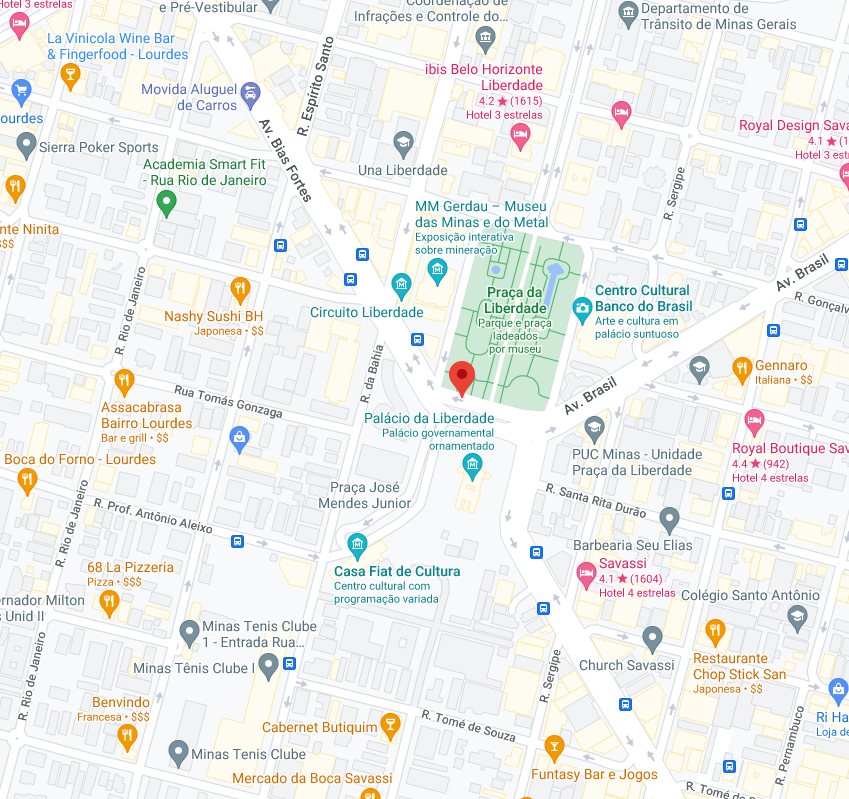 Hotel 3 estrelas
e Pré-Vestibular
Coordenação de
Infrações e Controle do...
Departamento de
Trânsito de Minas Gerais
La Vinicola Wine Bar
& Fingerfood - Lourdes
R. Espírito Santo
ibis Belo Horizonte
Liberdade
4.2 ★ (1615)
Hotel 3 estrelas
Movida Aluguel
de Carros
ourdes
Av. Bias Fortes
Royal Design Sava
4.1 ★ (1
Hotel 3 estr
Sierra Poker Sports
Academia Smart Fit
- Rua Rio de Janeiro
Una Liberdade
R. Sergipe
MM Gerdau – Museu
das Minas e do Metal
Exposição interativa
sobre mineração
nte Ninita
$$$
Av. Brasil
R. Gonçalv
Praça da
Liberdade
Parque e praça
ladeados
por museu
Centro Cultural
Banco do Brasil
Arte e cultura em
palácio suntuoso
R. Rio de Janeiro
Nashy Sushi BH
Japonesa • $$
Circuito Liberdade
R. da Bahia
Gennaro
Italiana • $$
Av. Brasil
Rua Tomás Gonzaga
Assacabrasa
Bairro Lourdes
Bar e grill • $$
Palácio da Liberdade
Palácio governamental
ornamentado
PUC Minas - Unidade
Praça da Liberdade
Royal Boutique Sav
4.4 ★ (942)
Hotel 4 estrelas
Boca do Forno - Lourdes
Praça José
Mendes Junior
R. Santa Rita Durão
R. Prof. Antônio Aleixo
R. Rio de Janeiro
Barbearia Seu Elias
Casa Fiat de Cultura
Centro cultural com
programação variada
Savassi
4.1 ★ (1604)
Hotel 4 estrelas
68 La Pizzeria
Pizza • $$$
Colégio Santo Antônio
ernador Milton
s Unid II
Minas Tenis Clube
1 - Entrada Rua...
Minas Tênis Clube I
Church Savassi
Restaurante
Chop Stick San
Japonesa • $$
R. Rio de Janeiro
R. Sergipe
Benvindo
Francesa • $$$
Cabernet Butiquim
R. Tomé de Souza
R. Pernambuco
Ri Ha
Loja de
Minas Tenis Clube
Mercado da Boca Savassi
Funtasy Bar e Jogos
R. Tomé de